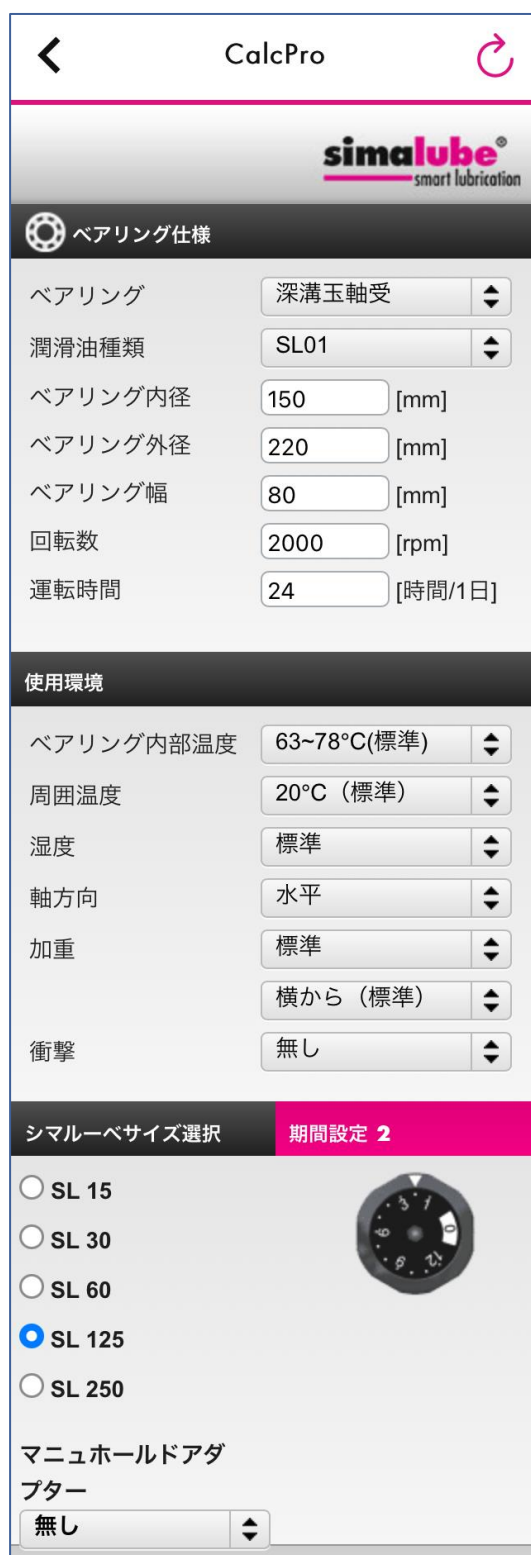 CalcPro
simalube®
smart lubrication
ベアリング仕様
ベアリング 深溝玉軸受
潤滑油種類 SL01
ベアリング内径 150 [mm]
ベアリング外径 220 [mm]
ベアリング幅 80 [mm]
回転数 2000 [rpm]
運転時間 24 [時間/1日]
使用環境
ベアリング内部温度 63~78°C(標準)
周囲温度 20°C（標準）
湿度 標準
軸方向 水平
加重 標準
横から（標準）
衝撃 無し
シマルーベサイズ選択 期間設定 2
SL 15
SL 30
SL 60
SL 125
SL 250
0 1 3 6 9 12
マニュホールドアダ
プター
無し